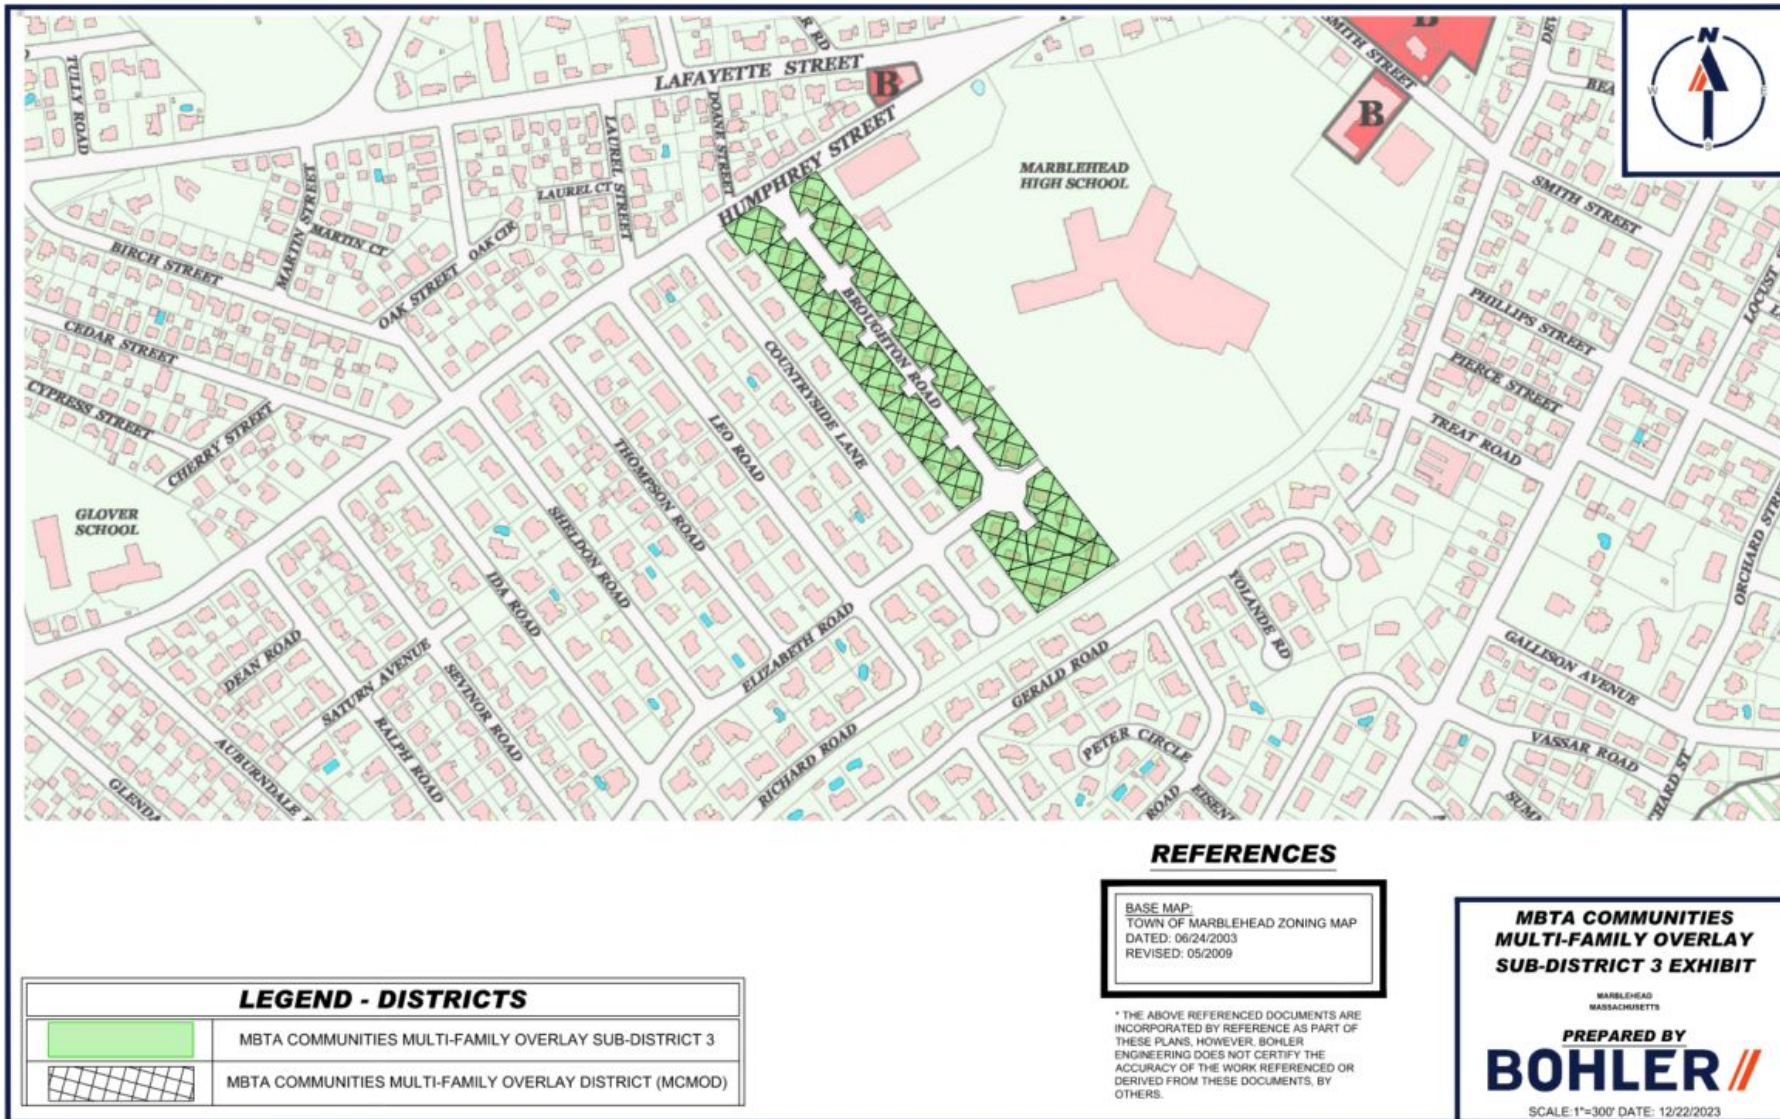 TULLY ROAD
LAFAYETTE STREET
B
SMITH STREET
B
B
N
W
E
S
DOANE STREET
LAUREL STREET
LAUREL CT
HUMPHREY STREET
MARBLEHEAD
HIGH SCHOOL
SMITH STREET
MARTIN STREET
MARTIN CT
BIRCH STREET
OAK CIR
OAK STREET
CEDAR STREET
CYPRESS STREET
CHERRY STREET
GLOVER
SCHOOL
BROUGHTON ROAD
COUNTRYSIDE LANE
LEO ROAD
THOMPSON ROAD
SHELDON ROAD
IDA ROAD
PHILLIPS STREET
PIERCE STREET
TREAT ROAD
YOLANDE RD
GERALD ROAD
ELIZABETH ROAD
DEAN ROAD
SATURN AVENUE
SEVINOR ROAD
RALPH ROAD
AUBURNDALE
RICHARD ROAD
PETER CIRCLE
ROAD
GALLISON AVENUE
VASSAR ROAD
REFERENCES
BASE MAP:
TOWN OF MARBLEHEAD ZONING MAP
DATED: 06/24/2003
REVISED: 05/2009
* THE ABOVE REFERENCED DOCUMENTS ARE
INCORPORATED BY REFERENCE AS PART OF
THESE PLANS, HOWEVER, BOHLER
ENGINEERING DOES NOT CERTIFY THE
ACCURACY OF THE WORK REFERENCED OR
DERIVED FROM THESE DOCUMENTS, BY
OTHERS.
LEGEND - DISTRICTS
MBTA COMMUNITIES MULTI-FAMILY OVERLAY SUB-DISTRICT 3
MBTA COMMUNITIES MULTI-FAMILY OVERLAY DISTRICT (MCMOD)
MBTA COMMUNITIES
MULTI-FAMILY OVERLAY
SUB-DISTRICT 3 EXHIBIT
MARBLEHEAD
MASSACHUSETTS
PREPARED BY
BOHLER //
SCALE:1"=300' DATE: 12/22/2023